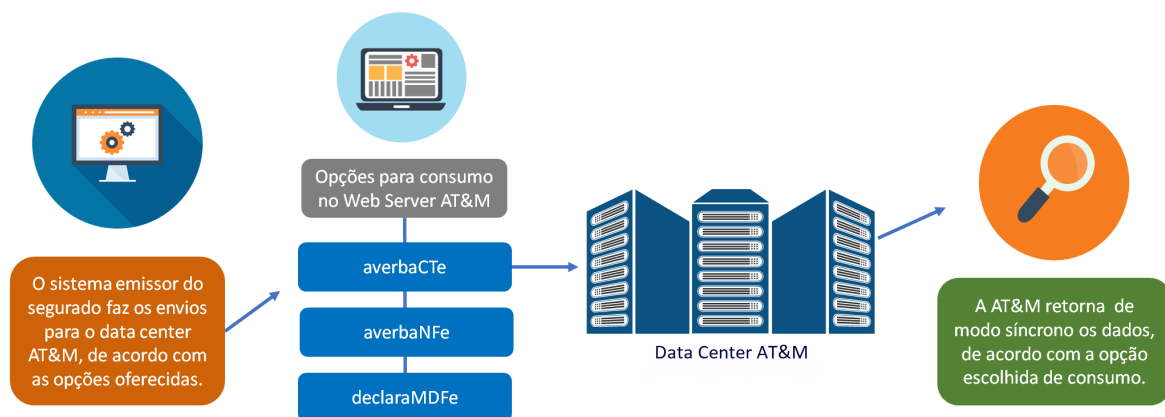 O sistema emissor do
segurado faz os envios
para o data center
AT&M, de acordo com
as opções oferecidas.
Opções para consumo
no Web Server AT&M
averbaCTe
averbaNFe
declaraMDFe
Data Center AT&M
A AT&M retorna de
modo síncrono os dados,
de acordo com a opção
escolhida de consumo.